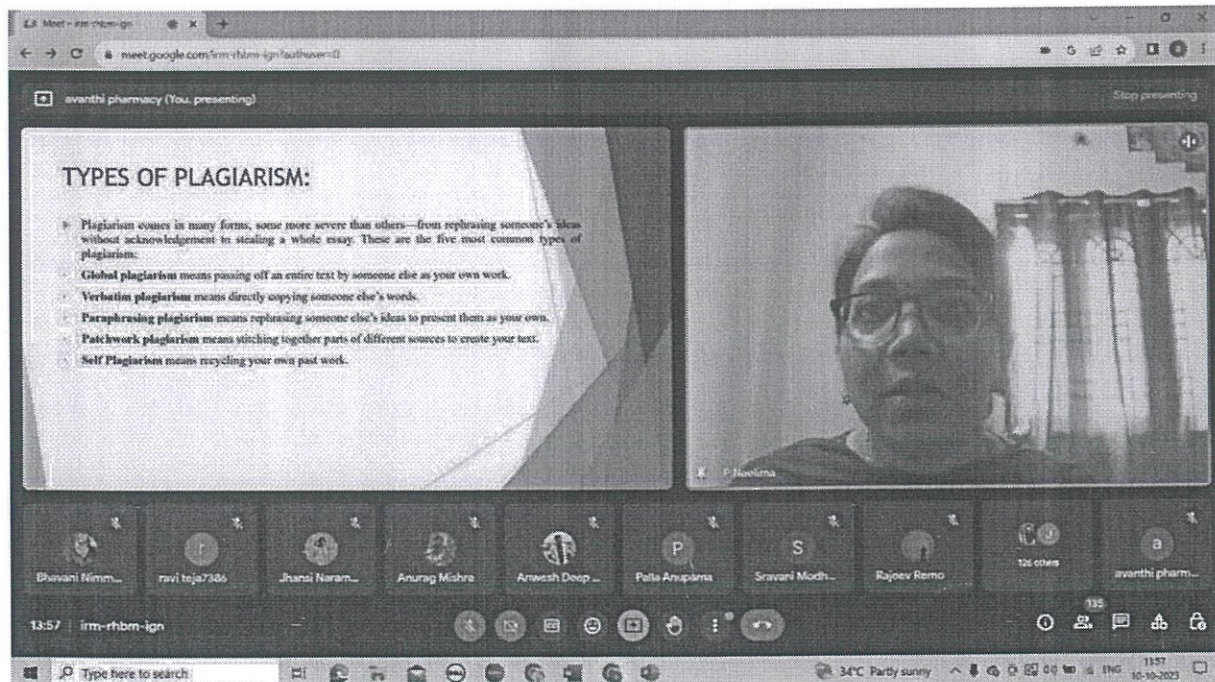 Meet - irm-rhbm-ign
meet.google.com/irm-rhbm-ign?authuser=0
avanthi pharmacy (You, presenting)
Stop presenting
TYPES OF PLAGIARISM:
Plagiarism comes in many forms, some more severe than others—from rephrasing someone's ideas
without acknowledgement to stealing a whole essay. These are the five most common types of
plagiarism:
Global plagiarism means passing off an entire text by someone else as your own work.
Verbatim plagiarism means directly copying someone else's words.
Paraphrasing plagiarism means rephrasing someone else's ideas to present them as your own.
Patchwork plagiarism means stitching together parts of different sources to create your text.
Self Plagiarism means recycling your own past work.
P Neelima
r
P
S
J
a
Bhavani Nimm...
ravi teja7386
Jhansi Naram...
Anurag Mishra
Anwesh Deep ...
Palla Anupama
Sravani Modh...
Rajeev Remo
126 others
avanthi pharm...
13:57 | irm-rhbm-ign
135
Type here to search
34°C Partly sunny
ENG
13:57
10-10-2023